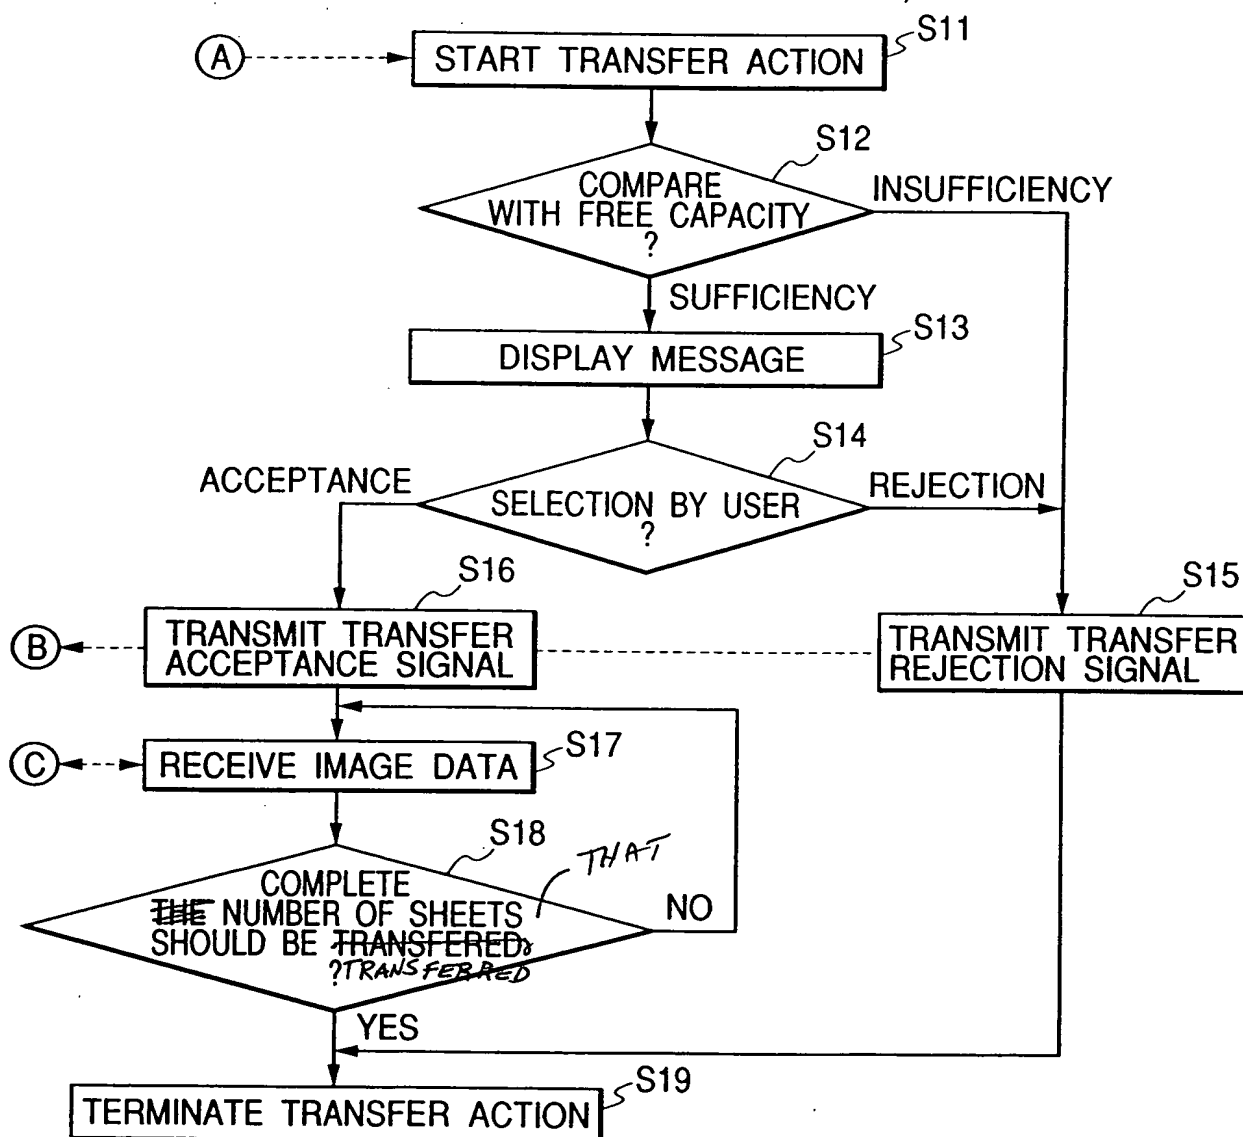 S11
A
START TRANSFER ACTION
S12
COMPARE
WITH FREE CAPACITY
?
INSUFFICIENCY
SUFFICIENCY
S13
DISPLAY MESSAGE
S14
ACCEPTANCE
SELECTION BY USER
?
REJECTION
S16
S15
B
TRANSMIT TRANSFER
ACCEPTANCE SIGNAL
TRANSMIT TRANSFER
REJECTION SIGNAL
S17
C
RECEIVE IMAGE DATA
S18
THAT
COMPLETE
THE NUMBER OF SHEETS
SHOULD BE TRANSFERED
?TRANSFERRED
NO
YES
S19
TERMINATE TRANSFER ACTION